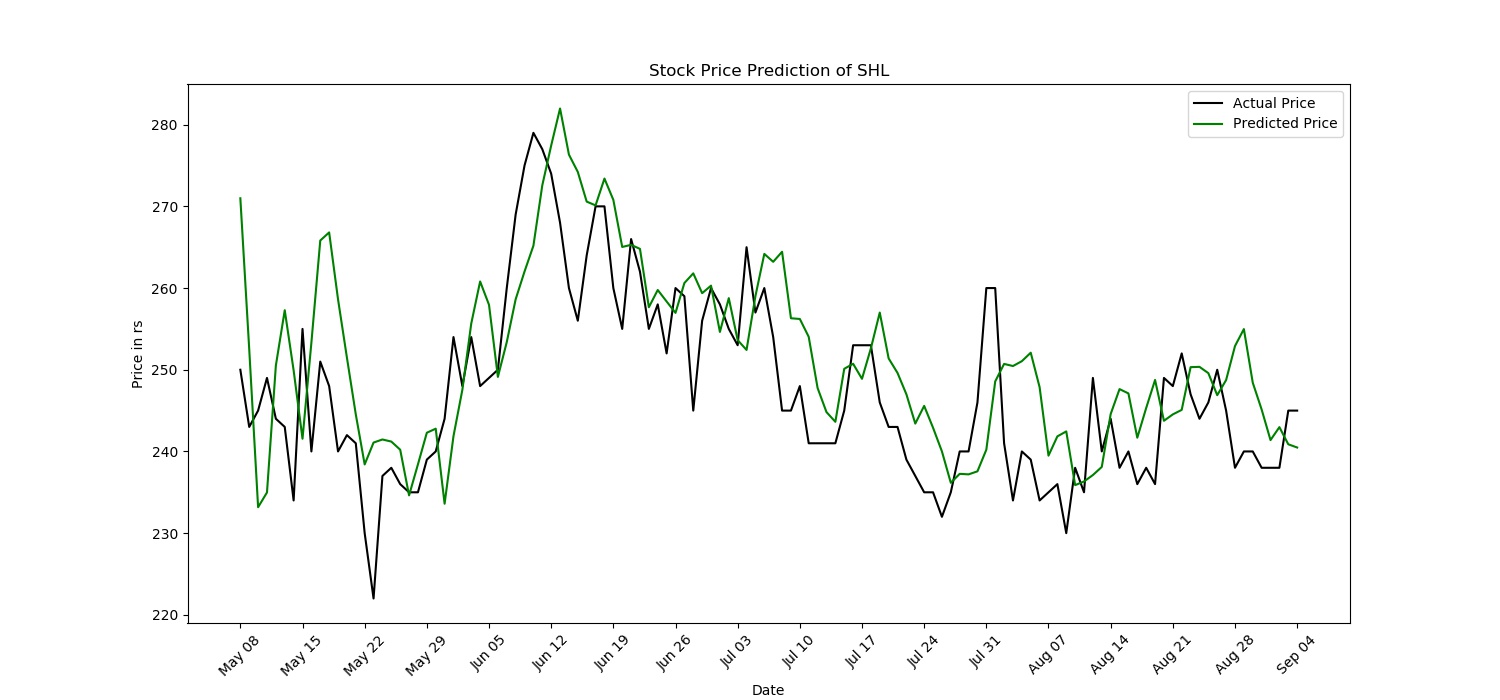 Stock Price Prediction of SHL
Actual Price
Predicted Price
280
270
260
250
240
230
220
Price in rs
May 08
May 15
May 22
May 29
Jun 05
Jun 12
Jun 19
Jun 26
Jul 03
Jul 10
Jul 17
Jul 24
Jul 31
Aug 07
Aug 14
Aug 21
Aug 28
Sep 04
Date